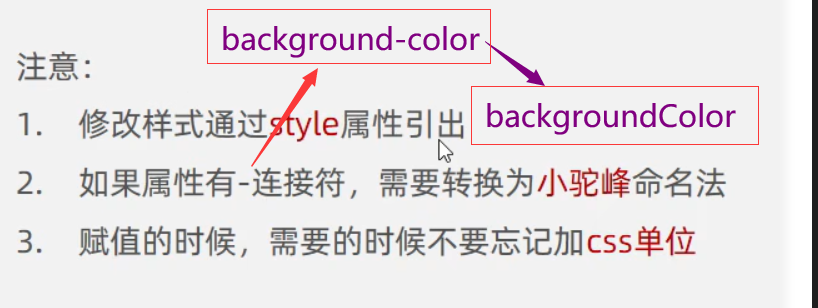 background-color
注意：
backgroundColor
1. 修改样式通过style属性引出
2. 如果属性有-连接符，需要转换为小驼峰命名法
3. 赋值的时候，需要的时候不要忘记加css单位